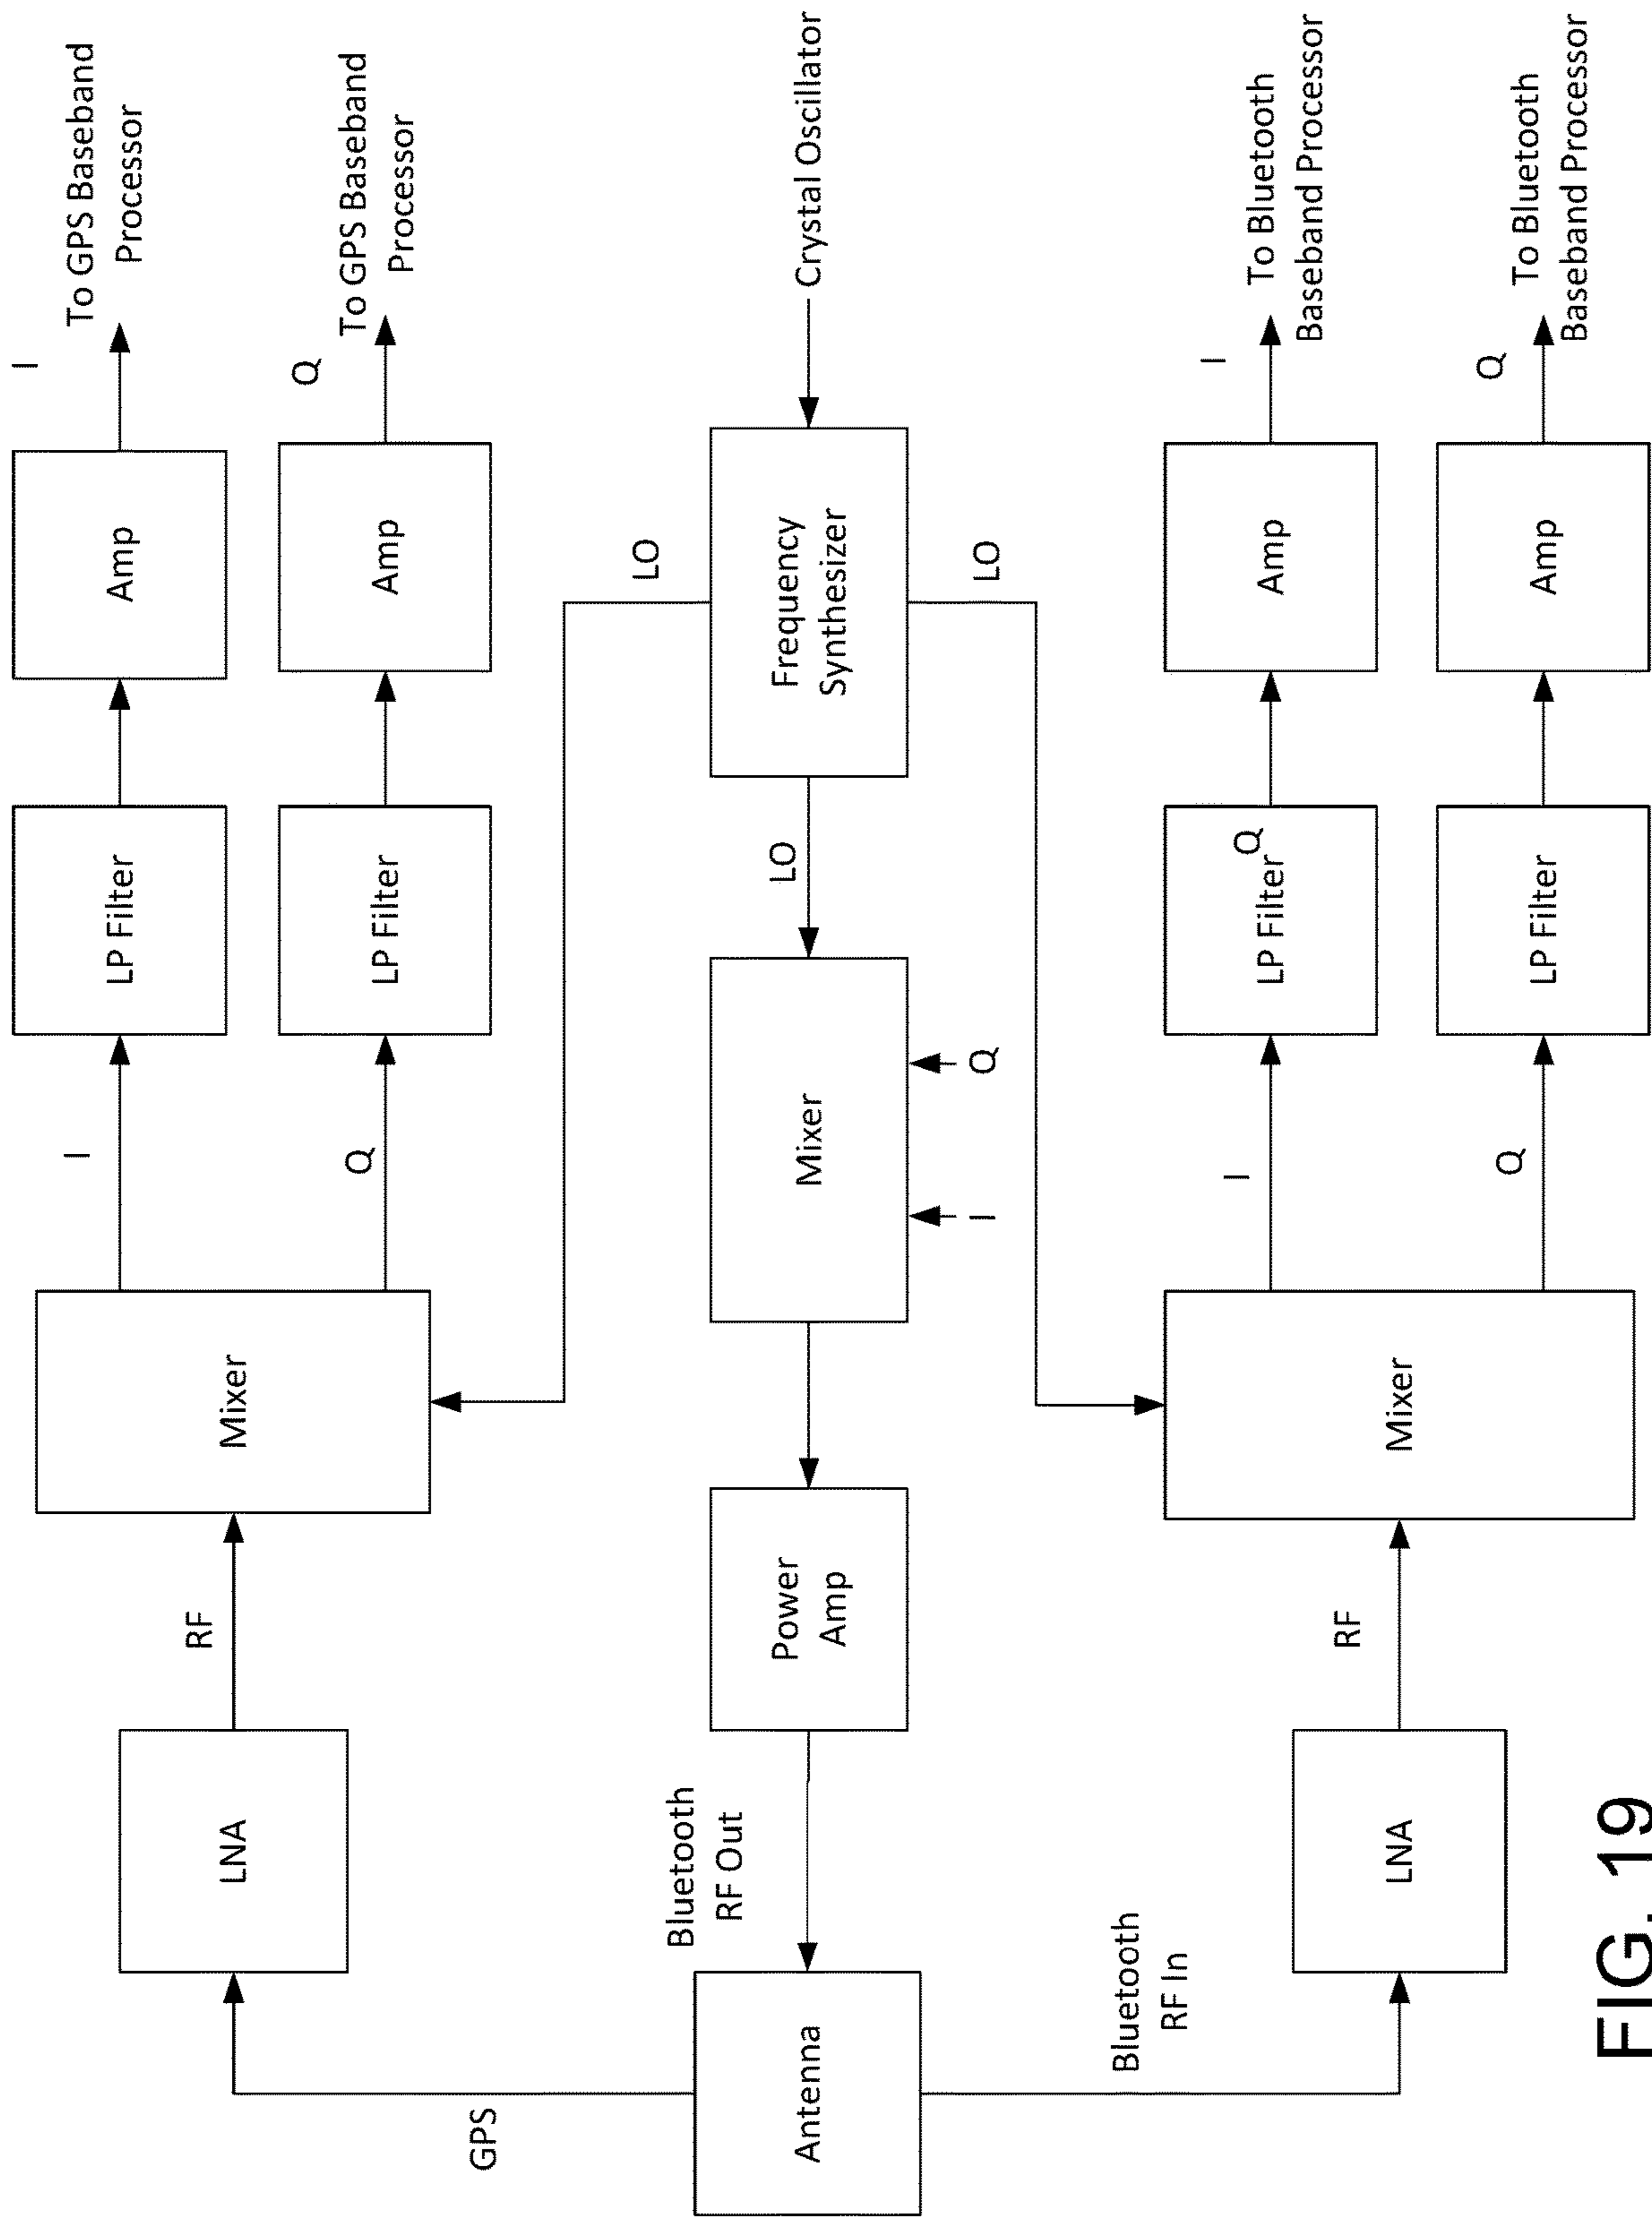 I
To GPS Baseband
Processor
LNA
RF
Mixer
I
LP Filter
Amp
Q
To GPS Baseband
Processor
Q
LP Filter
Amp
GPS
LO
Bluetooth
RF Out
LO
Antenna
Power
Amp
Mixer
Frequency
Synthesizer
Crystal Oscillator
I
Q
LO
Bluetooth
RF In
I
To Bluetooth
Baseband Processor
I
LP Filter
Q
Amp
RF
LNA
Mixer
Q
To Bluetooth
Baseband Processor
Q
LP Filter
Amp
FIG. 19